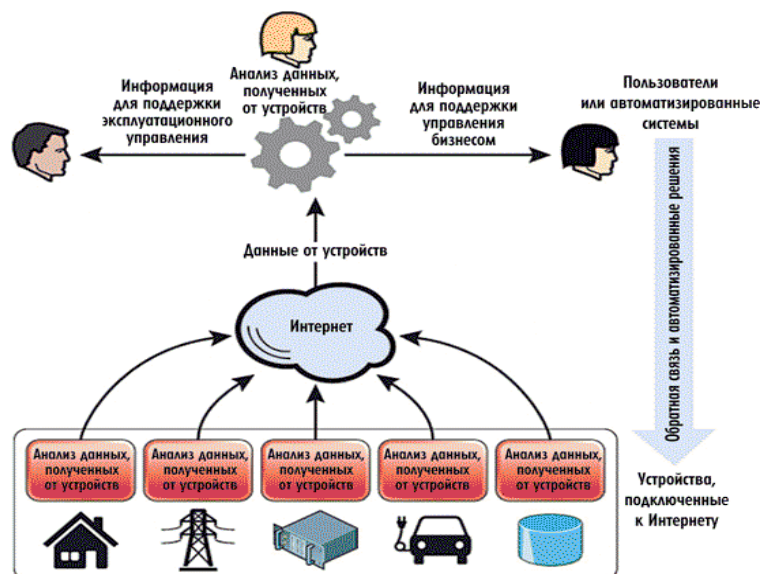 Анализ данных,
полученных
от устройств
Информация
для поддержки
эксплуатационного
управления
Информация
для поддержки
управления
бизнесом
Пользователи
или автоматизированные
системы
Данные от устройств
Интернет
Обратная связь и автоматизированные решения
Анализ данных,
полученных
от устройств
Анализ данных,
полученных
от устройств
Анализ данных,
полученных
от устройств
Анализ данных,
полученных
от устройств
Анализ данных,
полученных
от устройств
Устройства,
подключенные
к Интернету